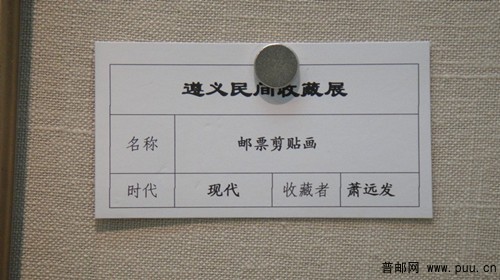 遵义民间收藏展
名称 邮票剪贴画
时代 现代 收藏者 萧远发
普邮网 www.puu.cn